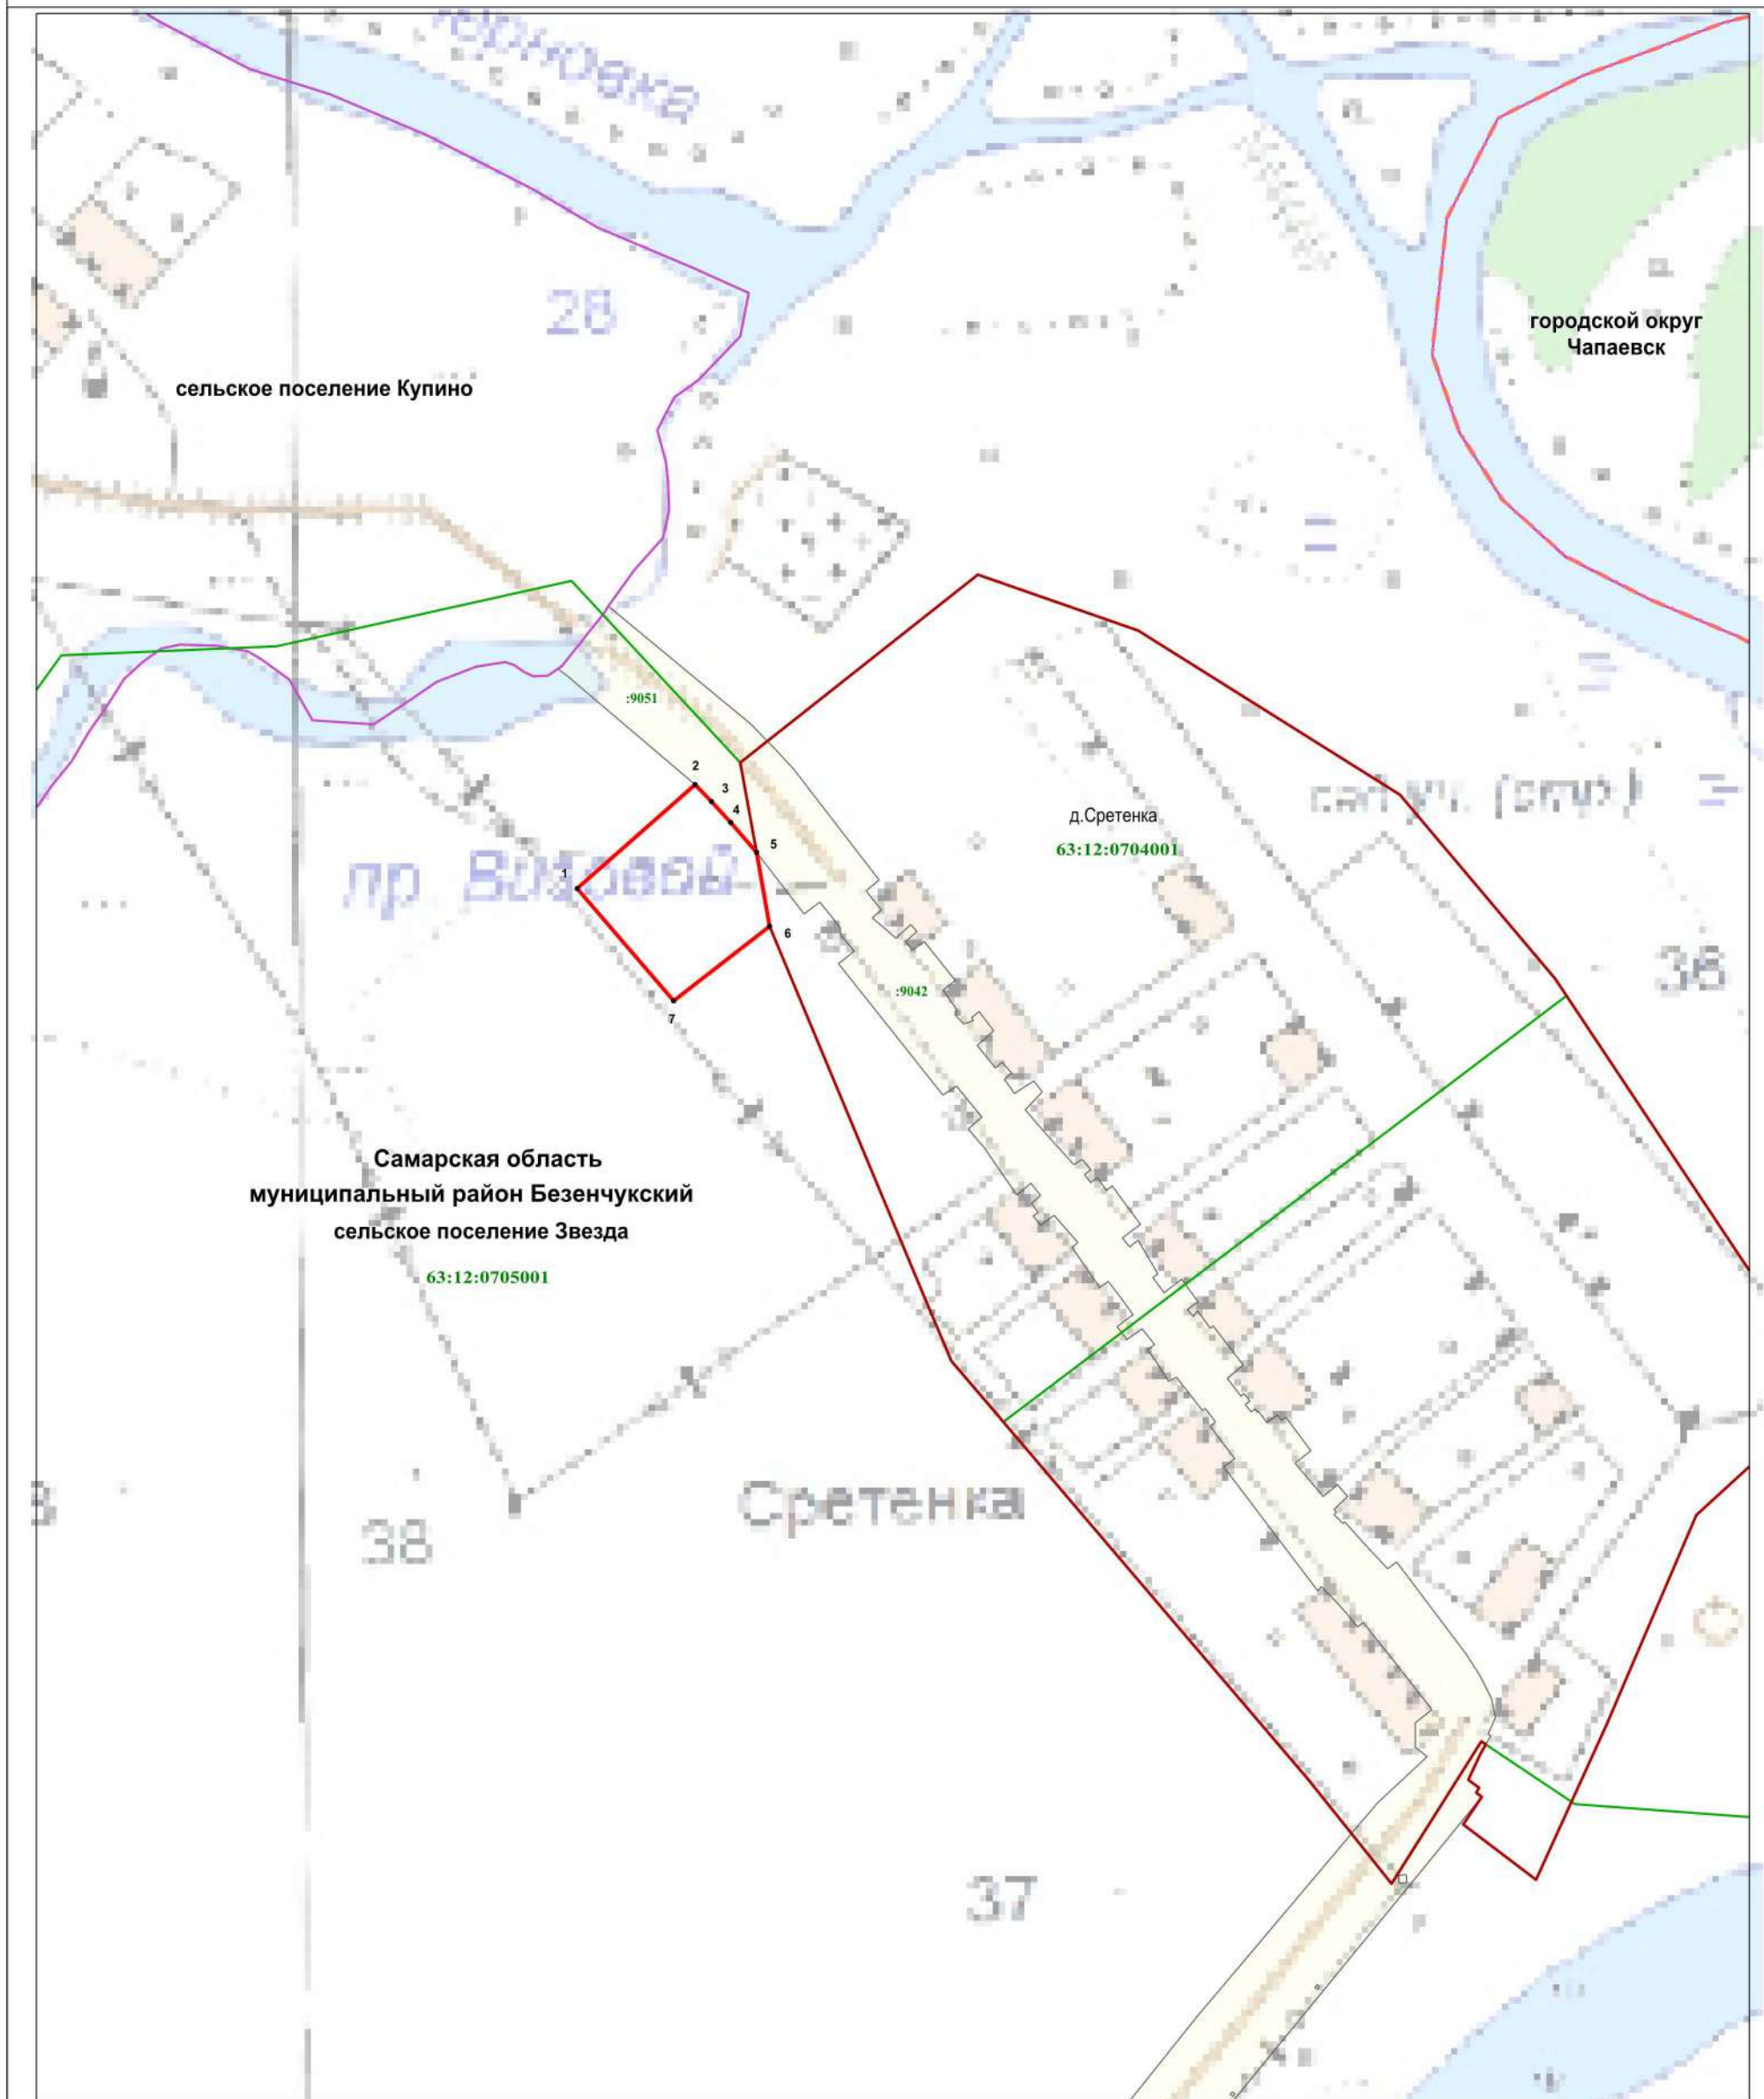 28
городской округ
Чапаевск
сельское поселение Купино
:9051
2
3
4
5
1
6
7
д.Сретенка
63:12:0704001
36
:9042
Самарская область
муниципальный район Безенчукский
сельское поселение Звезда
63:12:0705001
Сретенка
38
37